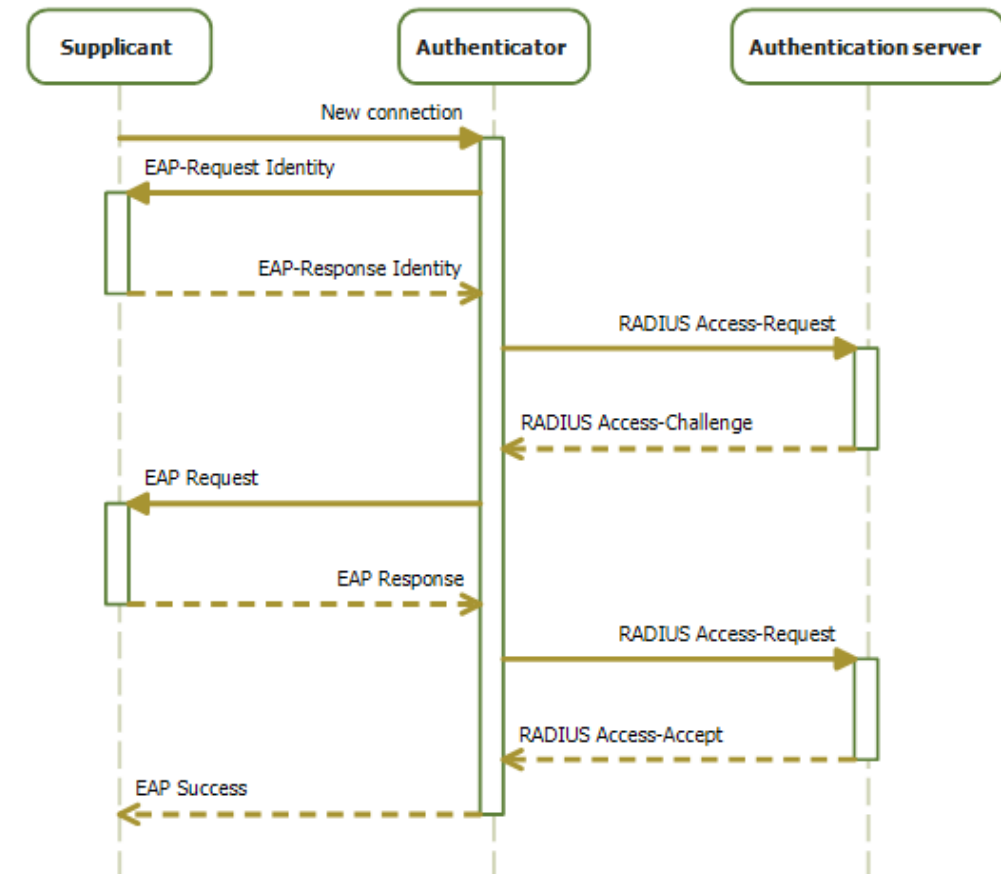 Supplicant
Authenticator
Authentication server
New connection
EAP-Request Identity
EAP-Response Identity
RADIUS Access-Request
RADIUS Access-Challenge
EAP Request
EAP Response
RADIUS Access-Request
RADIUS Access-Accept
EAP Success